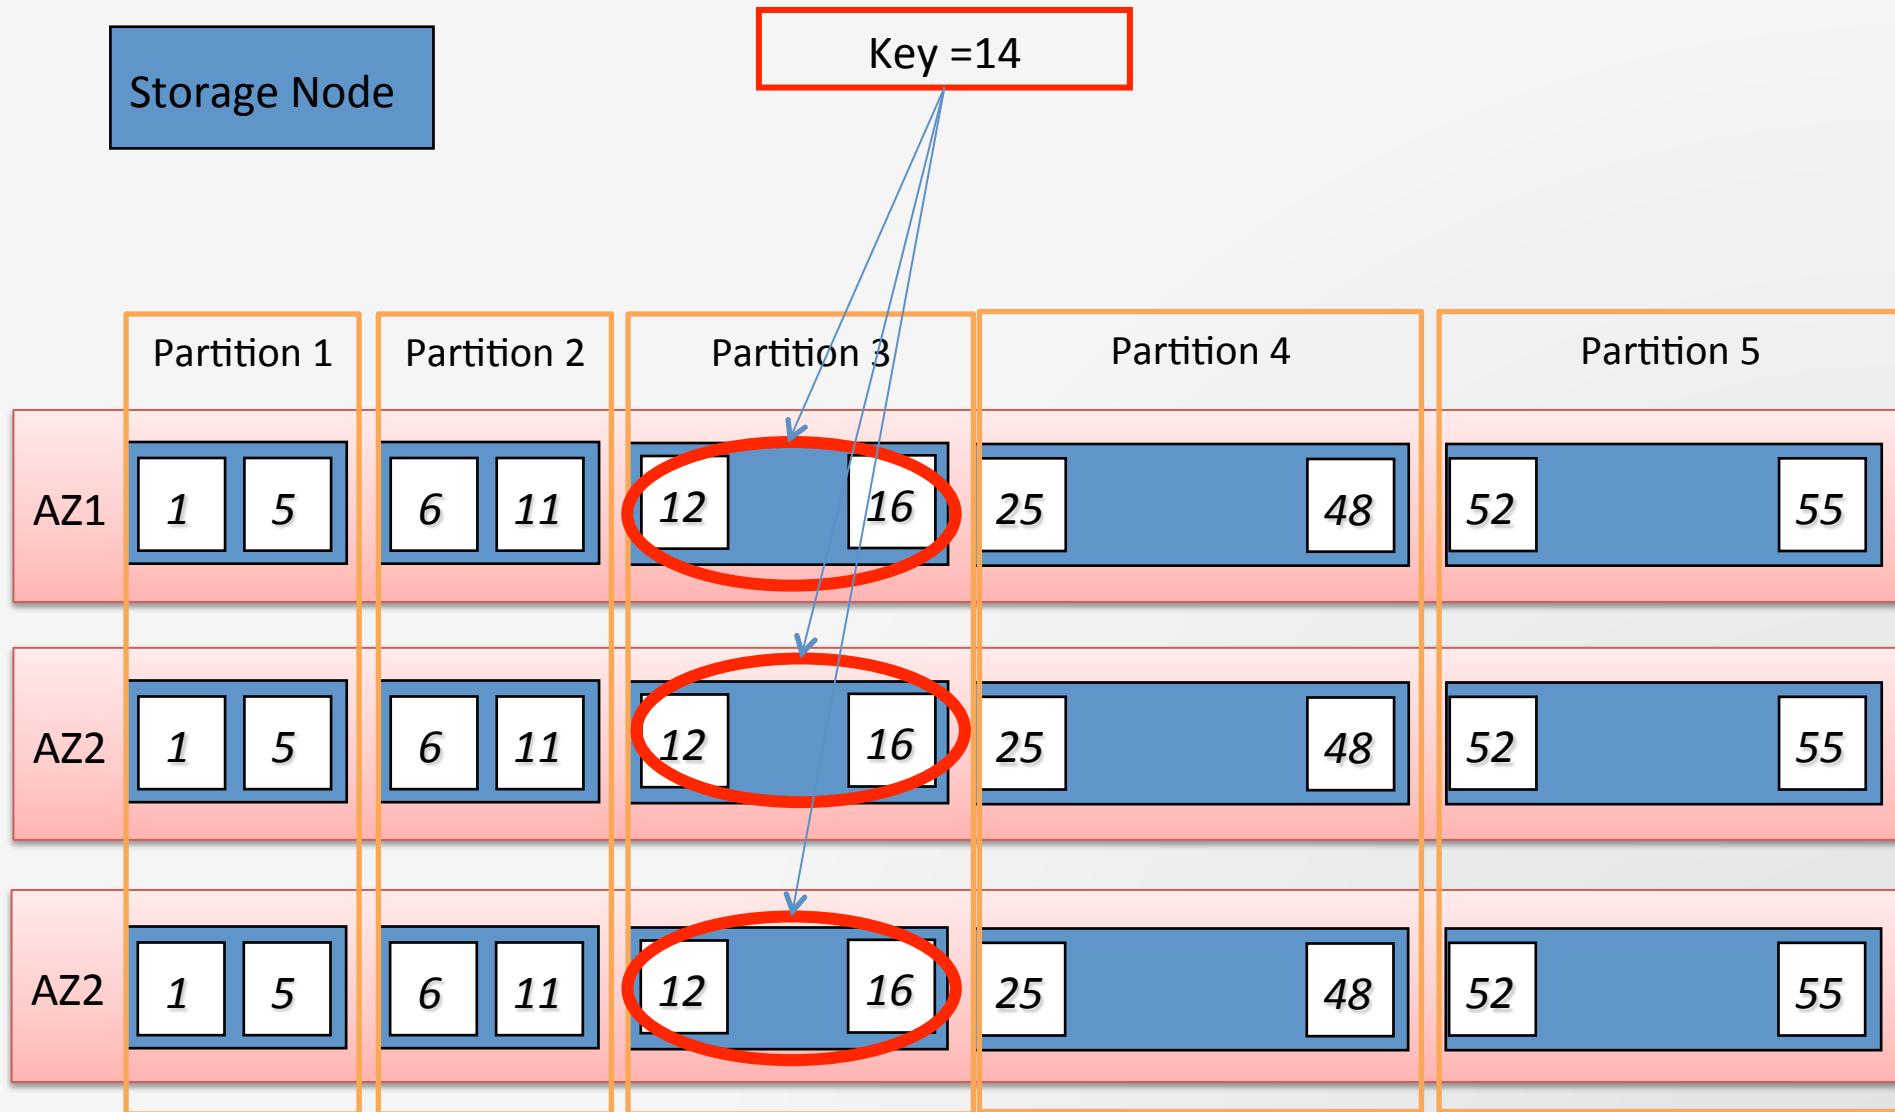 Key =14
Storage Node
Partition 1 Partition 2 Partition 3 Partition 4 Partition 5
AZ1 1 5 6 11 12 16 25 48 52 55
AZ2 1 5 6 11 12 16 25 48 52 55
AZ2 1 5 6 11 12 16 25 48 52 55